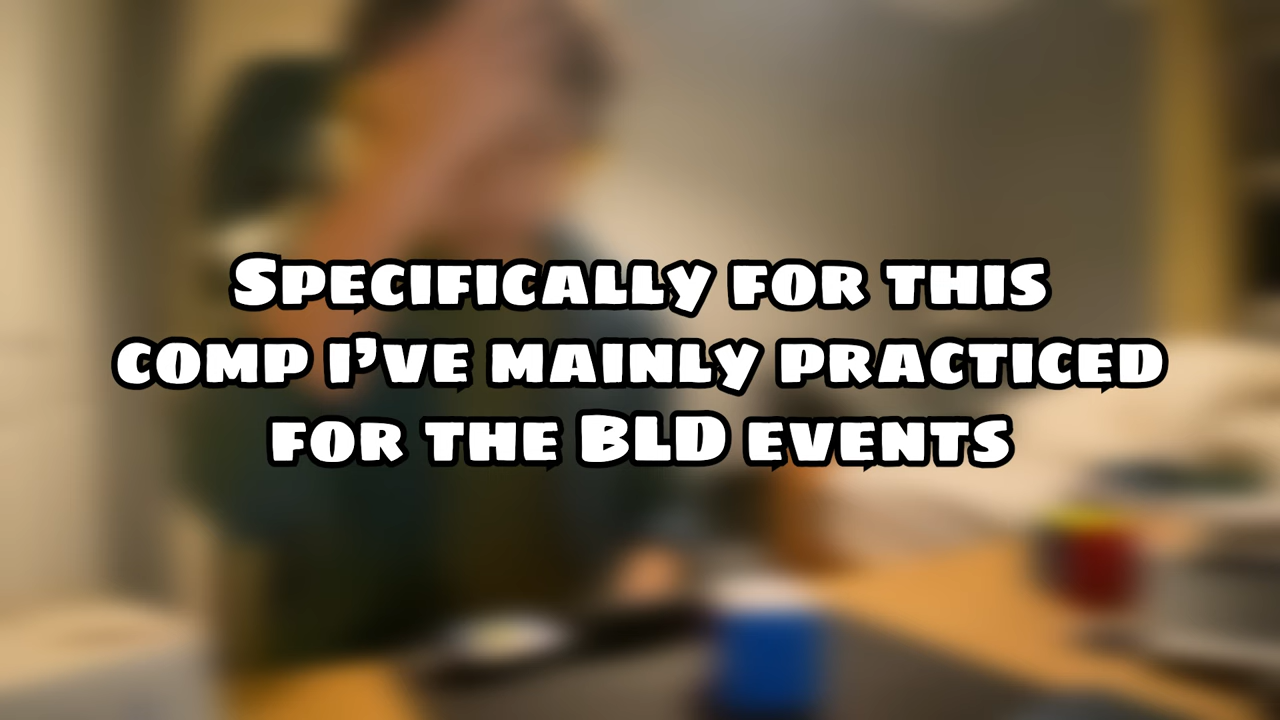 Specifically for this
comp i’ve mainly practiced
for the BLD events